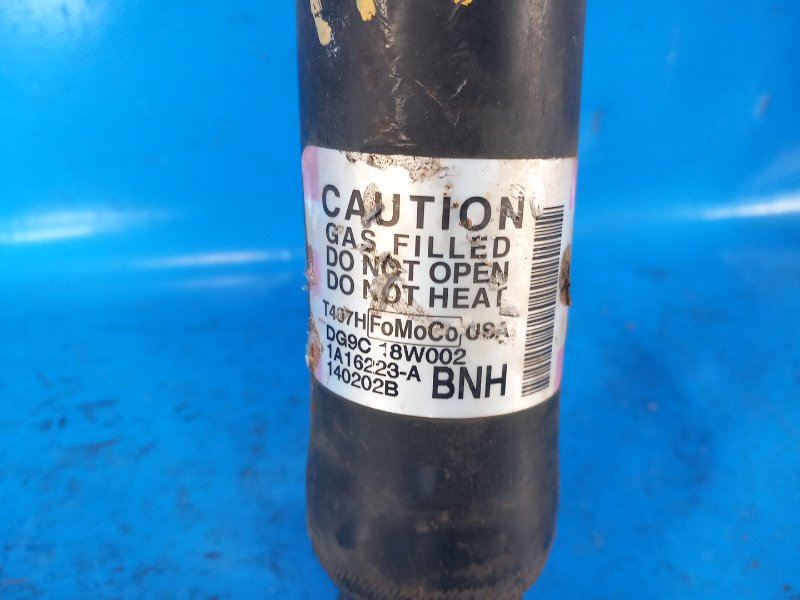 CAUTION
GAS FILLED
DO NOT OPEN
DO NOT HEAT
T407H FoMoCo USA
DG9C 18W002
1A16223-A
140202B BNH